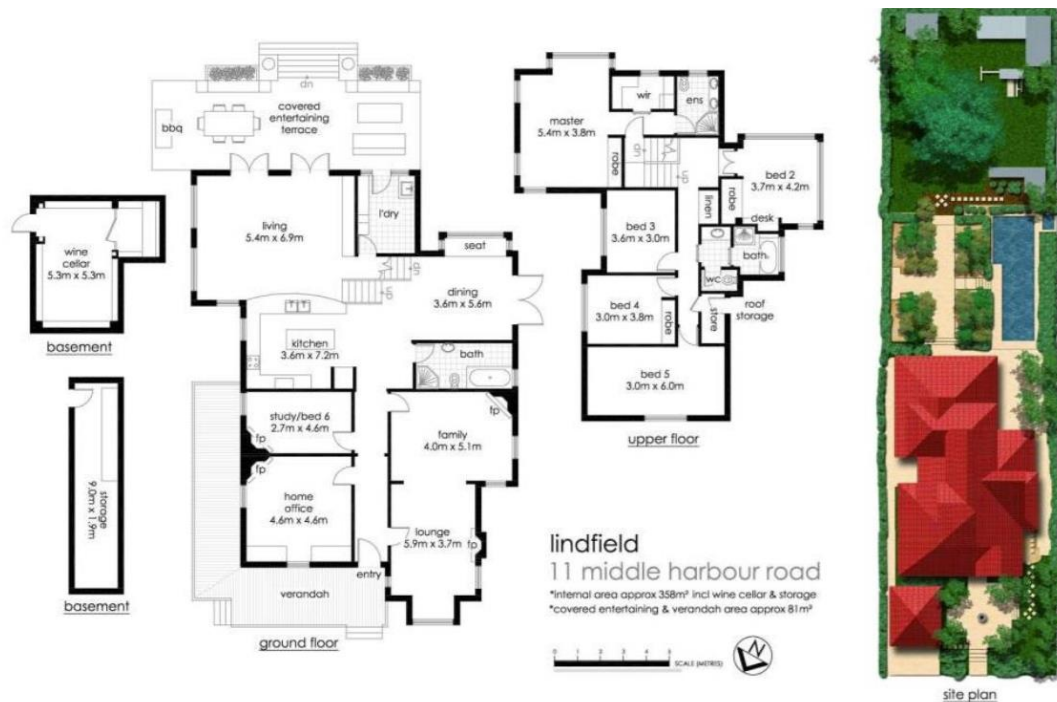 covered
entertaining
terrace
bbq
dn
living
5.4m x 6.9m
l'dry
seat
dn
up
dining
3.6m x 5.6m
kitchen
3.6m x 7.2m
bath
study/bed 6
2.7m x 4.6m
fp
fp
home
office
4.6m x 4.6m
family
4.0m x 5.1m
fp
lounge
5.9m x 3.7m
fp
entry
verandah
ground floor
wine
cellar
5.3m x 5.3m
basement
storage
9.0m x 1.9m
basement
master
5.4m x 3.8m
wir
ens
robe
dn
up
bed 2
3.7m x 4.2m
robe
desk
linen
bed 3
3.6m x 3.0m
bath
wc
bed 4
3.0m x 3.8m
robe
store
roof
storage
bed 5
3.0m x 6.0m
upper floor
lindfield
11 middle harbour road
*internal area approx 358m² incl wine cellar & storage
*covered entertaining & verandah area approx 81m²
0 1 2 3 4 5
SCALE (METRES)
N
site plan